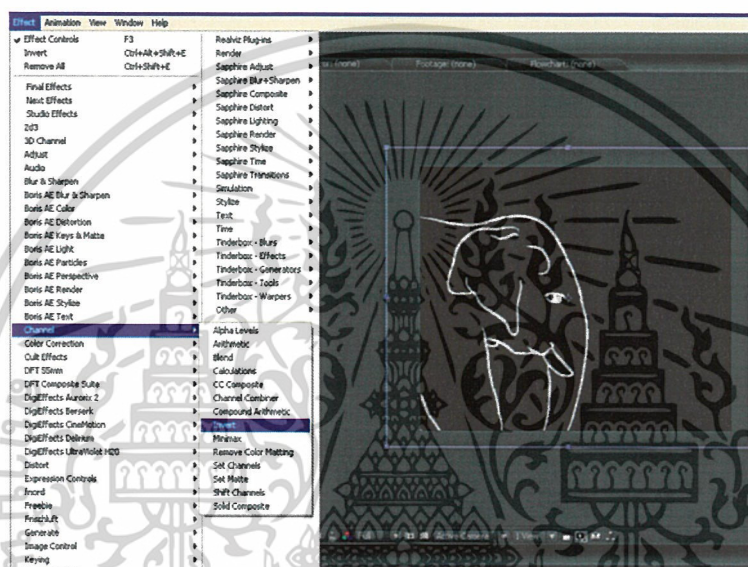 Effect Animation View Window Help
Effect Controls F3
Invert Ctrl+Alt+Shift+E
Remove All Ctrl+Shift+E
Final Effects
Next Effects
Studio Effects
2d3
3D Channel
Adjust
Audio
Blur & Sharpen
Boris AE Blur & Sharpen
Boris AE Color
Boris AE Distortion
Boris AE Keys & Matte
Boris AE Light
Boris AE Particles
Boris AE Perspective
Boris AE Render
Boris AE Stylize
Boris AE Text
Channel
Color Correction
Cult Effects
DFT 55mm
DFT Composite Suite
DigiEffects Aurorix 2
DigiEffects Berserk
DigiEffects CineMotion
DigiEffects Delirium
DigiEffects UltraViolet H20
Distort
Expression Controls
fnord
Freebie
Frischluft
Generate
Image Control
Keying
Realviz Plug-ins
Render
Sapphire Adjust
Sapphire Blur+Sharpen
Sapphire Composite
Sapphire Distort
Sapphire Lighting
Sapphire Render
Sapphire Stylize
Sapphire Time
Sapphire Transitions
Simulation
Stylize
Text
Time
Tinderbox - Blurs
Tinderbox - Effects
Tinderbox - Generators
Tinderbox - Tools
Tinderbox - Warpers
Other
Alpha Levels
Arithmetic
Blend
Calculations
CC Composite
Channel Combiner
Compound Arithmetic
Invert
Minimax
Remove Color Matting
Set Channels
Set Matte
Shift Channels
Solid Composite
(none)
Footage: (none)
Flowchart: (none)
Active Camera
1 View